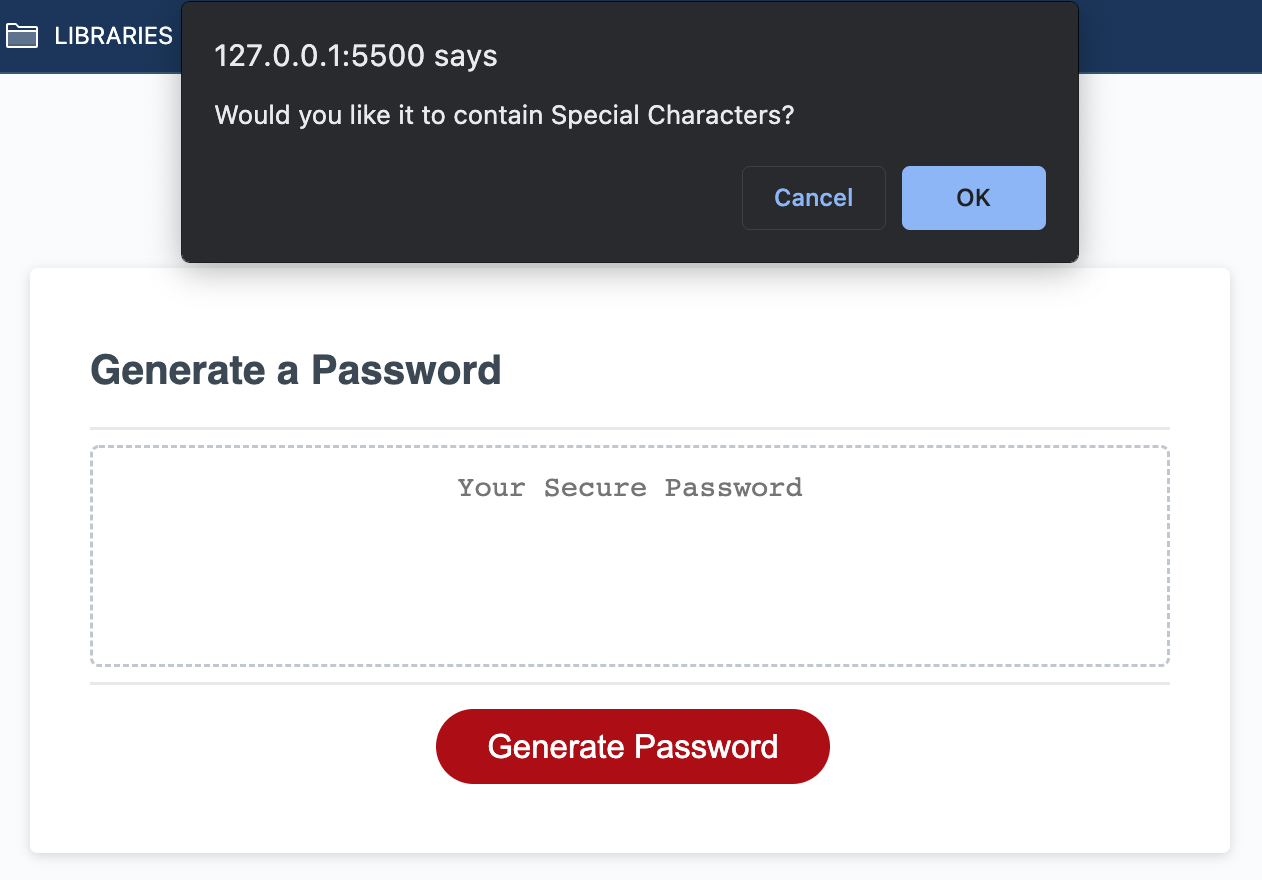 LIBRARIES
127.0.0.1:5500 says
Would you like it to contain Special Characters?
Cancel
OK
Generate a Password
Your Secure Password
Generate Password